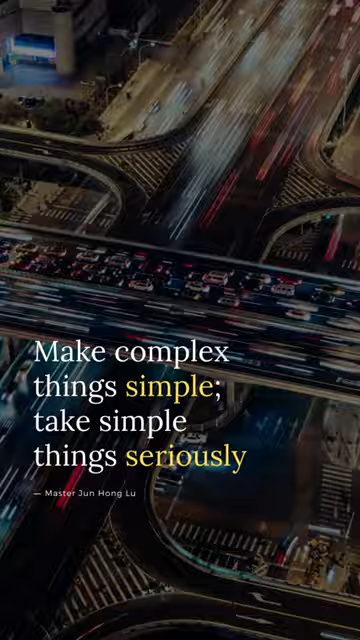 Make complex
things simple;
take simple
things seriously
— Master Jun Hong Lu